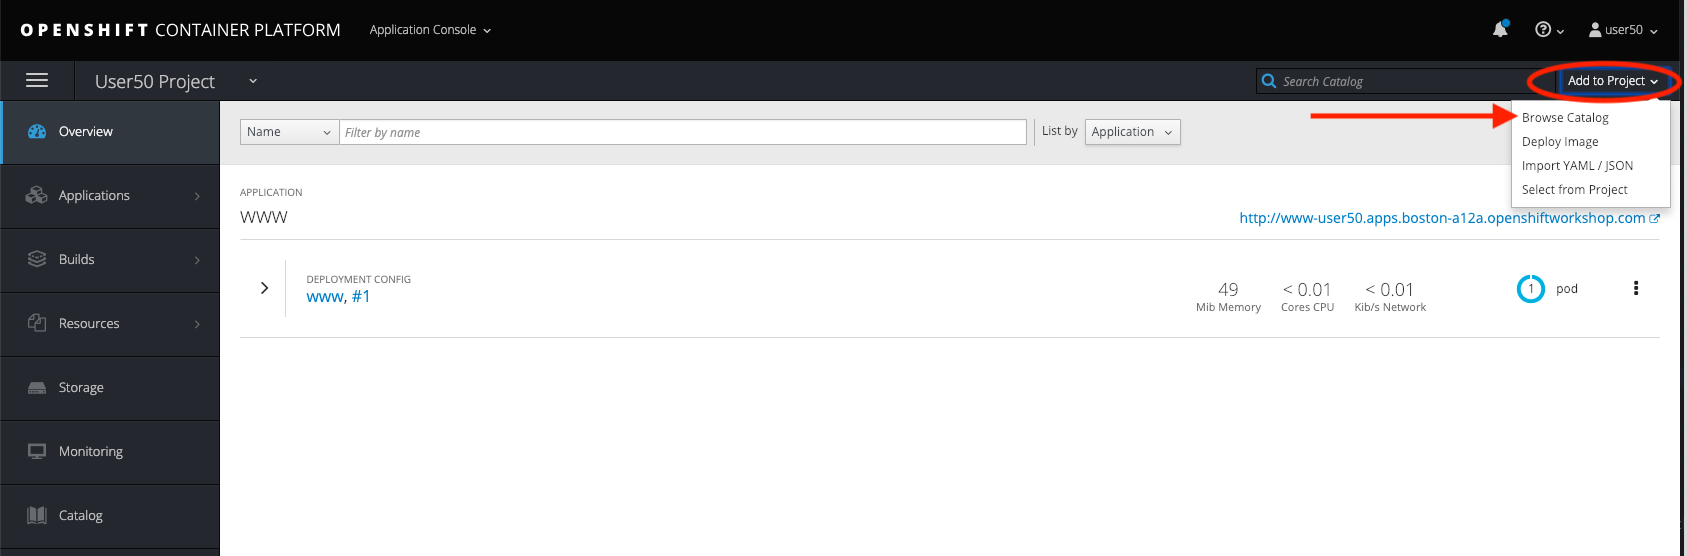 OPENSHIFT CONTAINER PLATFORM Application Console user50
User50 Project Search Catalog Add to Project
Browse Catalog
Deploy Image
Import YAML / JSON
Select from Project
Overview
Applications
Builds
Resources
Storage
Monitoring
Catalog
Name Filter by name List by Application
APPLICATION
www http://www-user50.apps.boston-a12a.openshiftworkshop.com
DEPLOYMENT CONFIG
www, #1
49 < 0.01 < 0.01 1 pod
Mib Memory Cores CPU Kib/s Network